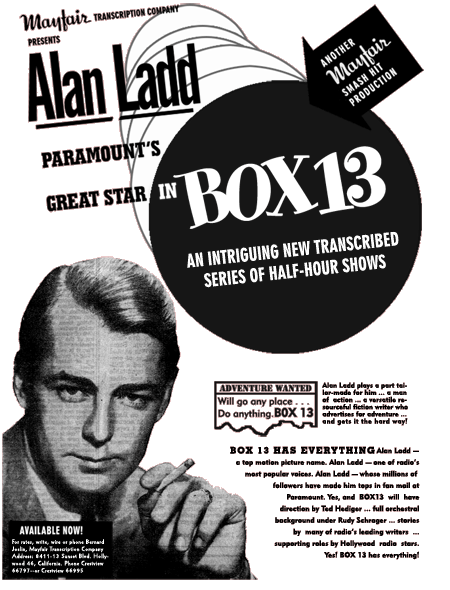 Mayfair TRANSCRIPTION COMPANY
PRESENTS
Alan Ladd
PARAMOUNT'S
GREAT STAR IN
BOX 13
AN INTRIGUING NEW TRANSCRIBED
SERIES OF HALF-HOUR SHOWS
ANOTHER
Mayfair
SMASH HIT
PRODUCTION
ADVENTURE WANTED
Will go any place . . .
Do anything. BOX 13
Alan Ladd plays a part tai-
lor-made for him ... a man
of action ... a versatile re-
sourceful fiction writer who
advertises for adventure ...
and gets it the hard way!
BOX 13 HAS EVERYTHING Alan Ladd —
a top motion picture name. Alan Ladd — one of radio's
most popular voices. Alan Ladd — whose millions of
followers have made him tops in fan mail at
Paramount. Yes, and BOX13 will have
direction by Ted Hediger ... full orchestral
background under Rudy Schrager ... stories
by many of radio's leading writers ...
supporting roles by Hollywood radio stars.
Yes! BOX 13 has everything!
AVAILABLE NOW!
For rates, write, wire or phone Bernard
Joslin, Mayfair Transcription Company
Address: 8411-13 Sunset Blvd. Holly-
wood 46, California. Phone Crestview
66797—or Crestview 66995